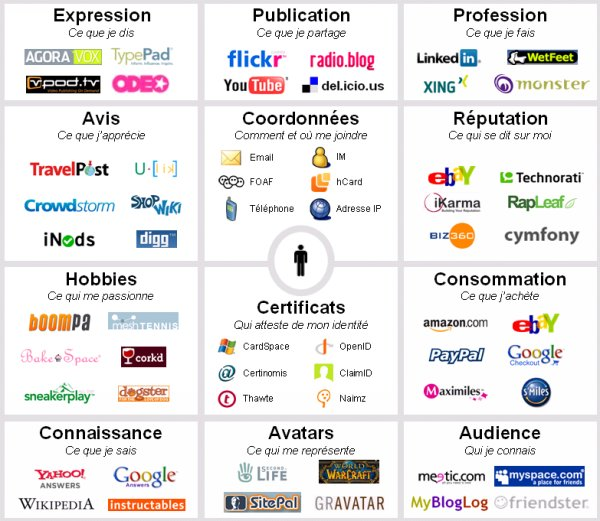 Expression
Ce que je dis
AGORAVOX
TypePad
vpod.tv
ODEO
Publication
Ce que je partage
flickr
radio.blog
YouTube
del.icio.us
Profession
Ce que je fais
LinkedIn
WetFeet
XING
monster
Avis
Ce que j'apprécie
TravelPost
U·[lik]
Crowdstorm
SHOPWIKI
iNods
digg
Coordonnées
Comment et où me joindre
Email
IM
FOAF
hCard
Téléphone
Adresse IP
Réputation
Ce qui se dit sur moi
ebay
Technorati
iKarma
Building Your Reputation
RapLeaf
BIZ360
cymfony
Hobbies
Ce qui me passionne
boompa
meshTENNIS
Bake Space
corkd
sneakerplay
dogster
Certificats
Qui atteste de mon identité
CardSpace
OpenID
Certinomis
ClaimID
Thawte
Naimz
Consommation
Ce que j'achète
amazon.com
ebay
PayPal
Google
Checkout
Maximiles
s'Miles
Connaissance
Ce que je sais
YAHOO!
ANSWERS
Google
Answers
WIKIPEDIA
instructables
Avatars
Ce qui me représente
SECOND
LIFE
WORLD
OF
WARCRAFT
SitePal
GRAVATAR
Audience
Qui je connais
meetic.com
myspace.com
a place for friends
MyBlogLog
friendster